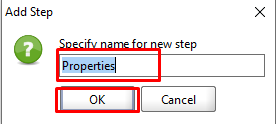 Add Step
Specify name for new step
Properties
OK
Cancel